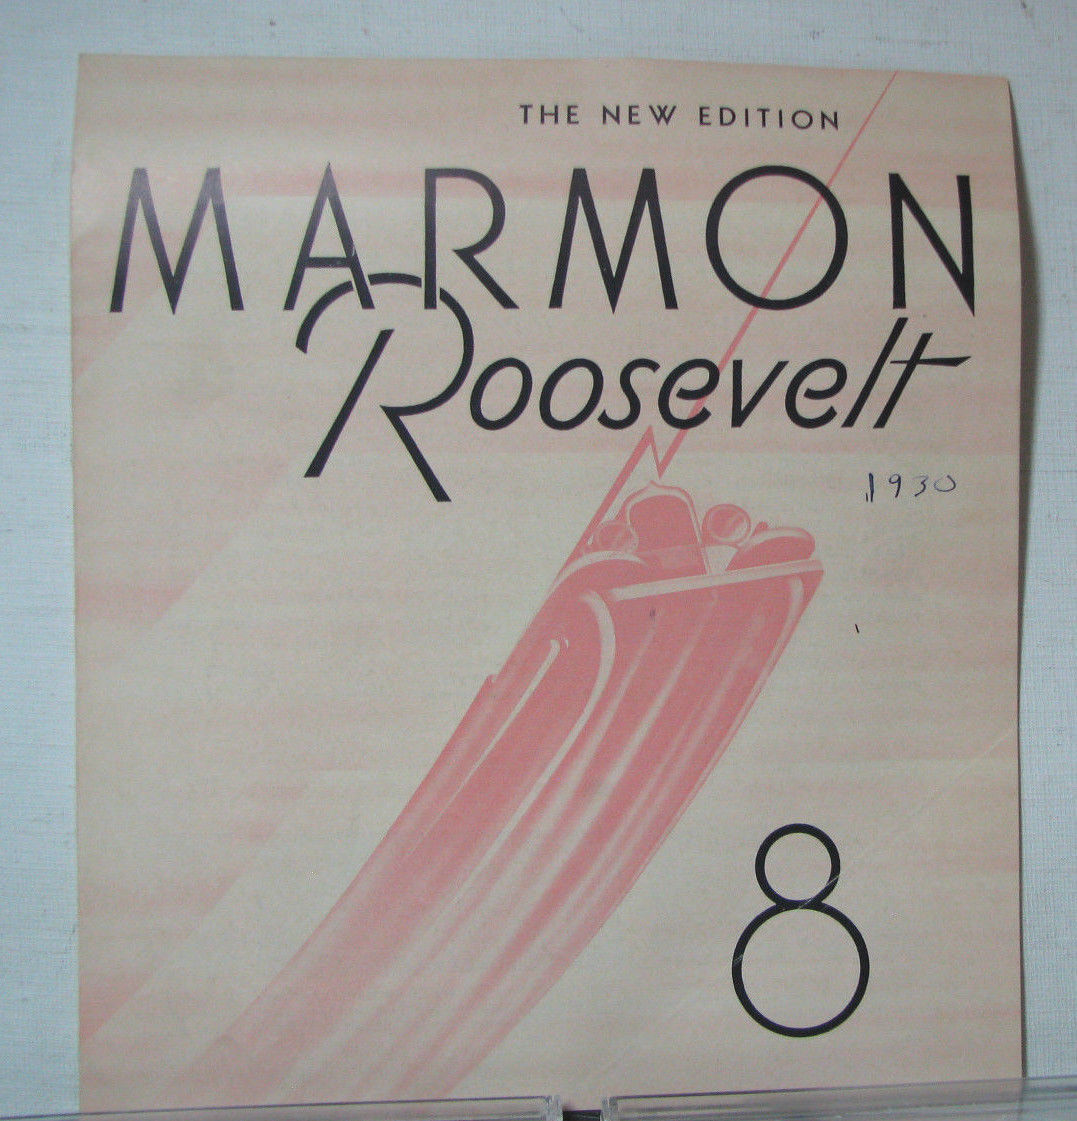 THE NEW EDITION
MARMON
Roosevelt
1930
8